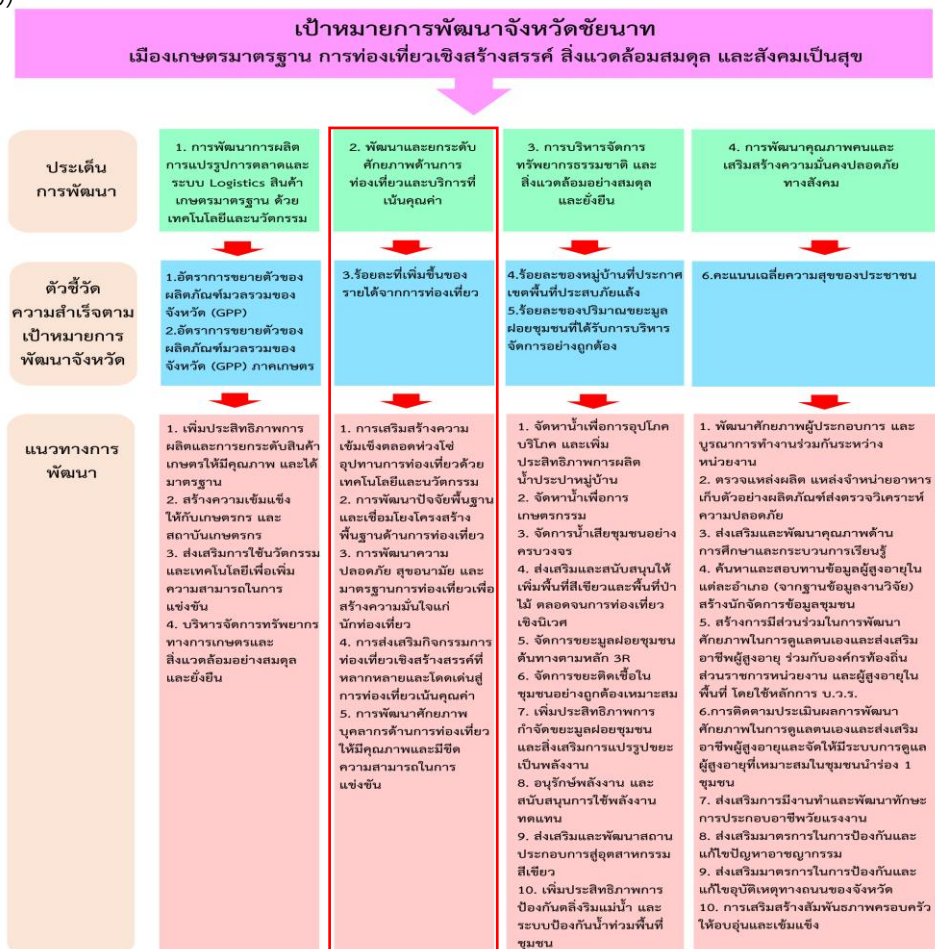 เป้าหมายการพัฒนาจังหวัดชัยนาท
เมืองเกษตรมาตรฐาน การท่องเที่ยวเชิงสร้างสรรค์ สิ่งแวดล้อมสมดุล และสังคมเป็นสุข
ประเด็น
การพัฒนา
1. การพัฒนาการผลิต
การแปรรูปการตลาดและ
ระบบ Logistics สินค้า
เกษตรมาตรฐาน ด้วย
เทคโนโลยีและนวัตกรรม
2. พัฒนาและยกระดับ
ศักยภาพด้านการ
ท่องเที่ยวและบริการที่
เน้นคุณค่า
3. การบริหารจัดการ
ทรัพยากรธรรมชาติ และ
สิ่งแวดล้อมอย่างสมดุล
และยั่งยืน
4. การพัฒนาคุณภาพคนและ
เสริมสร้างความมั่นคงปลอดภัย
ทางสังคม
ตัวชี้วัด
ความสำเร็จตาม
เป้าหมายการ
พัฒนาจังหวัด
1.อัตราการขยายตัวของ
ผลิตภัณฑ์มวลรวมของ
จังหวัด (GPP)
2.อัตราการขยายตัวของ
ผลิตภัณฑ์มวลรวมของ
จังหวัด (GPP) ภาคเกษตร
3.ร้อยละที่เพิ่มขึ้นของ
รายได้จากการท่องเที่ยว
4.ร้อยละของหมู่บ้านที่ประกาศ
เขตพื้นที่ประสบภัยแล้ง
5.ร้อยละของปริมาณขยะมูล
ฝอยชุมชนที่ได้รับการบริหาร
จัดการอย่างถูกต้อง
6.คะแนนเฉลี่ยความสุขของประชาชน
แนวทางการ
พัฒนา
1. เพิ่มประสิทธิภาพการ
ผลิตและการยกระดับสินค้า
เกษตรให้มีคุณภาพ และได้
มาตรฐาน
2. สร้างความเข้มแข็ง
ให้กับเกษตรกร และ
สถาบันเกษตรกร
3. ส่งเสริมการใช้นวัตกรรม
และเทคโนโลยีเพื่อเพิ่ม
ความสามารถในการ
แข่งขัน
4. บริหารจัดการทรัพยากร
ทางการเกษตรและ
สิ่งแวดล้อมอย่างสมดุล
และยั่งยืน
1. การเสริมสร้างความ
เข้มเข็งตลอดห่วงโซ่
อุปทานการท่องเที่ยวด้วย
เทคโนโลยีและนวัตกรรม
2. การพัฒนาปัจจัยพื้นฐาน
และเชื่อมโยงโครงสร้าง
พื้นฐานด้านการท่องเที่ยว
3. การพัฒนาความ
ปลอดภัย สุขอนามัย และ
มาตรฐานการท่องเที่ยวเพื่อ
สร้างความมั่นใจแก่
นักท่องเที่ยว
4. การส่งเสริมกิจกรรมการ
ท่องเที่ยวเชิงสร้างสรรค์ที่
หลากหลายและโดดเด่นสู่
การท่องเที่ยวเน้นคุณค่า
5. การพัฒนาศักยภาพ
บุคลากรด้านการท่องเที่ยว
ให้มีคุณภาพและมีขีด
ความสามารถในการ
แข่งขัน
1. จัดหาน้ำเพื่อการอุปโภค
บริโภค และเพิ่ม
ประสิทธิภาพการผลิต
น้ำประปาหมู่บ้าน
2. จัดหาน้ำเพื่อการ
เกษตรกรรม
3. จัดการน้ำเสียชุมชนอย่าง
ครบวงจร
4. ส่งเสริมและสนับสนุนให้
เพิ่มพื้นที่สีเขียวและพื้นที่ป่า
ไม้ ตลอดจนการท่องเที่ยว
เชิงนิเวศ
5. จัดการขยะมูลฝอยชุมชน
ต้นทางตามหลัก 3R
6. จัดการขยะติดเชื้อใน
ชุมชนอย่างถูกต้องเหมาะสม
7. เพิ่มประสิทธิภาพการ
กำจัดขยะมูลฝอยชุมชน
และสิ่งเสริมการแปรรูปขยะ
เป็นพลังงาน
8. อนุรักษ์พลังงาน และ
สนับสนุนการใช้พลังงาน
ทดแทน
9. ส่งเสริมและพัฒนาสถาน
ประกอบการสู่อุตสาหกรรม
สีเขียว
10. เพิ่มประสิทธิภาพการ
ป้องกันตลิ่งริมแม่น้ำ และ
ระบบป้องกันน้ำท่วมพื้นที่
ชุมชน
1. พัฒนาศักยภาพผู้ประกอบการ และ
บูรณาการทำงานร่วมกันระหว่าง
หน่วยงาน
2. ตรวจแหล่งผลิต แหล่งจำหน่ายอาหาร
เก็บตัวอย่างผลิตภัณฑ์ส่งตรวจวิเคราะห์
ความปลอดภัย
3. ส่งเสริมและพัฒนาคุณภาพด้าน
การศึกษาและกระบวนการเรียนรู้
4. ค้นหาและสอบทานข้อมูลผู้สูงอายุใน
แต่ละอำเภอ (จากฐานข้อมูลงานวิจัย)
สร้างนักจัดการข้อมูลชุมชน
5. สร้างการมีส่วนร่วมในการพัฒนา
ศักยภาพในการดูแลตนเองและส่งเสริม
อาชีพผู้สูงอายุ ร่วมกับองค์กรท้องถิ่น
ส่วนราชการหน่วยงาน และผู้สูงอายุใน
พื้นที่ โดยใช้หลักการ บ.ว.ร.
6.การติดตามประเมินผลการพัฒนา
ศักยภาพในการดูแลตนเองและส่งเสริม
อาชีพผู้สูงอายุและจัดให้มีระบบการดูแล
ผู้สูงอายุที่เหมาะสมในชุมชนนำร่อง 1
ชุมชน
7. ส่งเสริมการมีงานทำและพัฒนาทักษะ
การประกอบอาชีพวัยแรงงาน
8. ส่งเสริมมาตรการในการป้องกันและ
แก้ไขปัญหาอาชญากรรม
9. ส่งเสริมมาตรการในการป้องกันและ
แก้ไขอุบัติเหตุทางถนนของจังหวัด
10. การเสริมสร้างสัมพันธภาพครอบครัว
ให้อบอุ่นและเข้มแข็ง